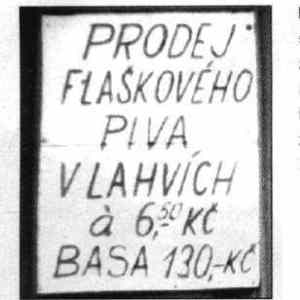 PRODEJ
FLAŠKOVÉHO
PIVA
V LAHVÍCH
à 6,50 KČ
BASA 130,-KČ